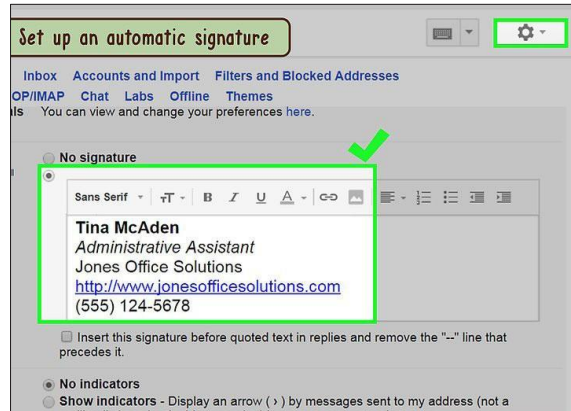 Set up an automatic signature
Inbox Accounts and Import Filters and Blocked Addresses
OP/IMAP Chat Labs Offline Themes
ls You can view and change your preferences here.
No signature
Sans Serif TT B I U A
Tina McAden
Administrative Assistant
Jones Office Solutions
http://www.jonesofficesolutions.com
(555) 124-5678
Insert this signature before quoted text in replies and remove the "--" line that
precedes it.
No indicators
Show indicators - Display an arrow ( › ) by messages sent to my address (not a